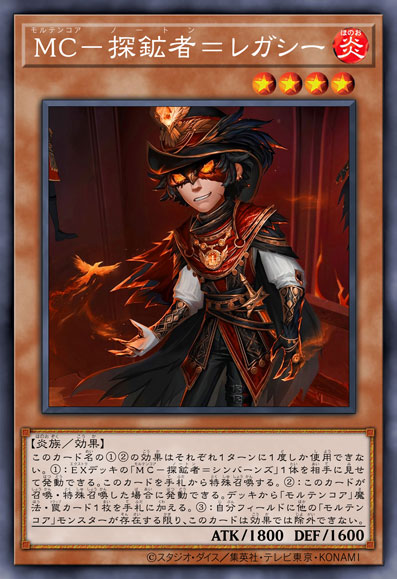 モルテンコア トン
MC－探鉱者＝レガシー
ほのお
炎
【炎族／効果】
このカード名の①②の効果はそれぞれ1ターンに1度しか使用できな
い。①：EXデッキの「MC－探鉱者＝シンバーンズ」1体を相手に見せ
て発動できる。このカードを手札から特殊召喚する。②：このカードが
召喚・特殊召喚した場合に発動できる。デッキから「モルテンコア」魔
法・罠カード1枚を手札に加える。③：自分フィールドに他の「モルテン
コア」モンスターが存在する限り、このカードは効果では除外できない。
ATK/1800 DEF/1600
©スタジオ・ダイス／集英社・テレビ東京・KONAMI